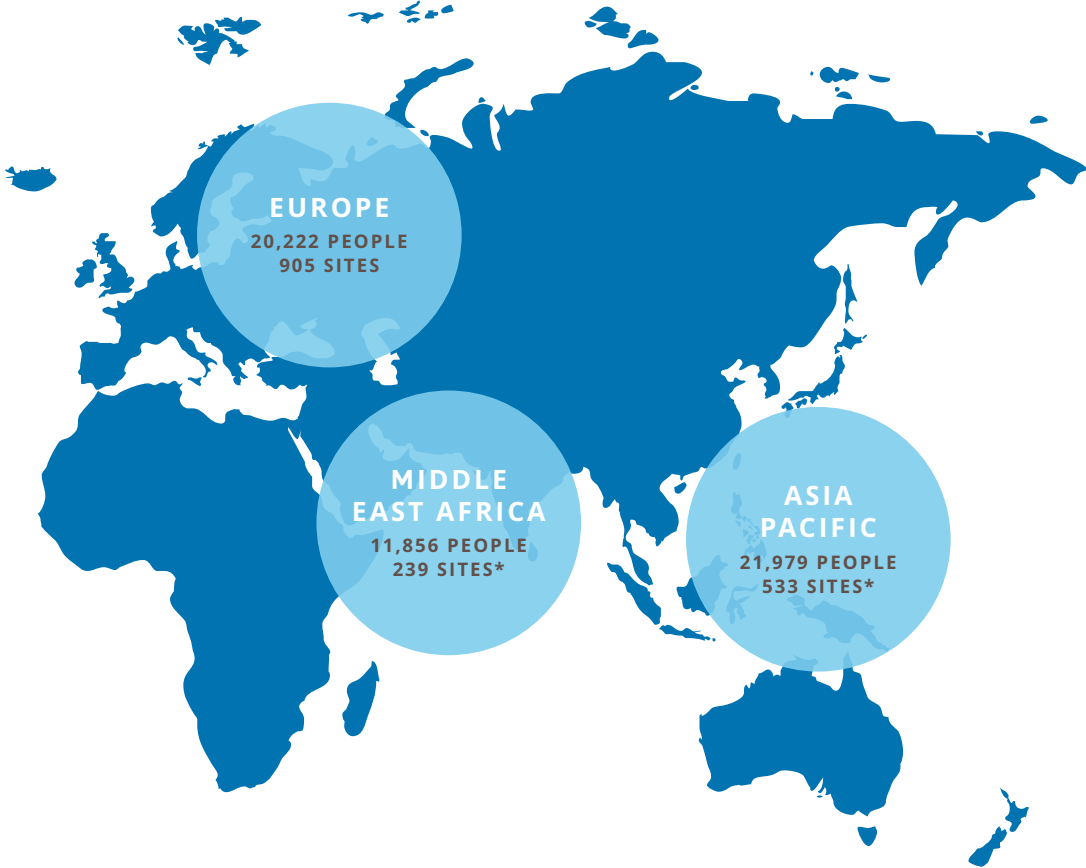 EUROPE
20,222 PEOPLE
905 SITES
MIDDLE
EAST AFRICA
11,856 PEOPLE
239 SITES*
ASIA
PACIFIC
21,979 PEOPLE
533 SITES*